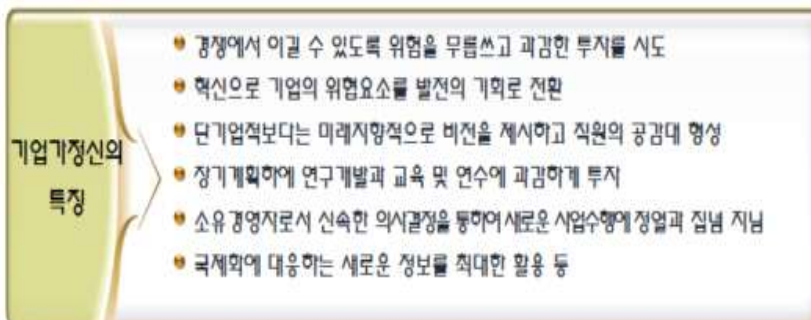 기업가정신의
특징
경쟁에서 이길 수 있도록 위험을 무릅쓰고 과감한 투자를 시도
혁신으로 기업의 위협요소를 발전의 기회로 전환
단기업적보다는 미래지향적으로 비전을 제시하고 직원의 공감대 형성
장기계획하에 연구개발과 교육 및 연수에 과감하게 투자
소유경영자로서 신속한 의사결정을 통하여 새로운 사업수행에 정열과 집념 지님
국제화에 대응하는 새로운 정보를 최대한 활용 등